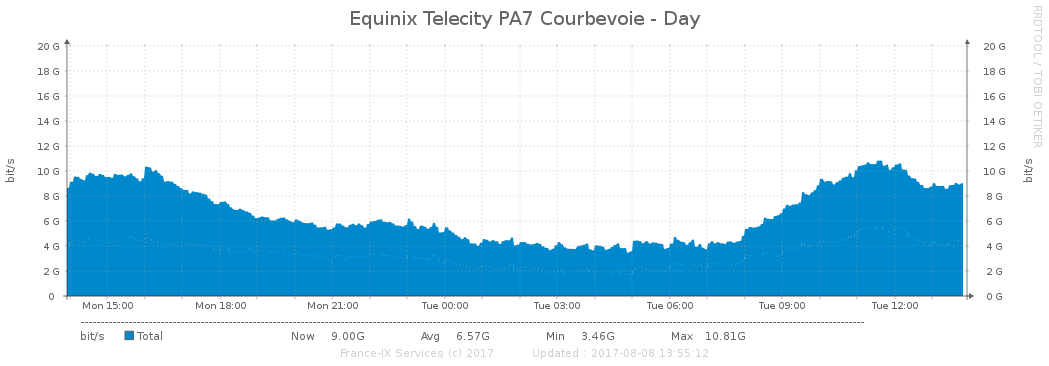 Equinix Telecity PA7 Courbevoie - Day
RRDTOOL / TOBI OETIKER
bit/s
bit/s
20 G 20 G
18 G 18 G
16 G 16 G
14 G 14 G
12 G 12 G
10 G 10 G
8 G 8 G
6 G 6 G
4 G 4 G
2 G 2 G
0 0 G
Mon 15:00 Mon 18:00 Mon 21:00 Tue 00:00 Tue 03:00 Tue 06:00 Tue 09:00 Tue 12:00
bit/s Total Now 9.00G Avg 6.57G Min 3.46G Max 10.81G
France-IX Services (c) 2017 Updated : 2017-08-08 13:55:12